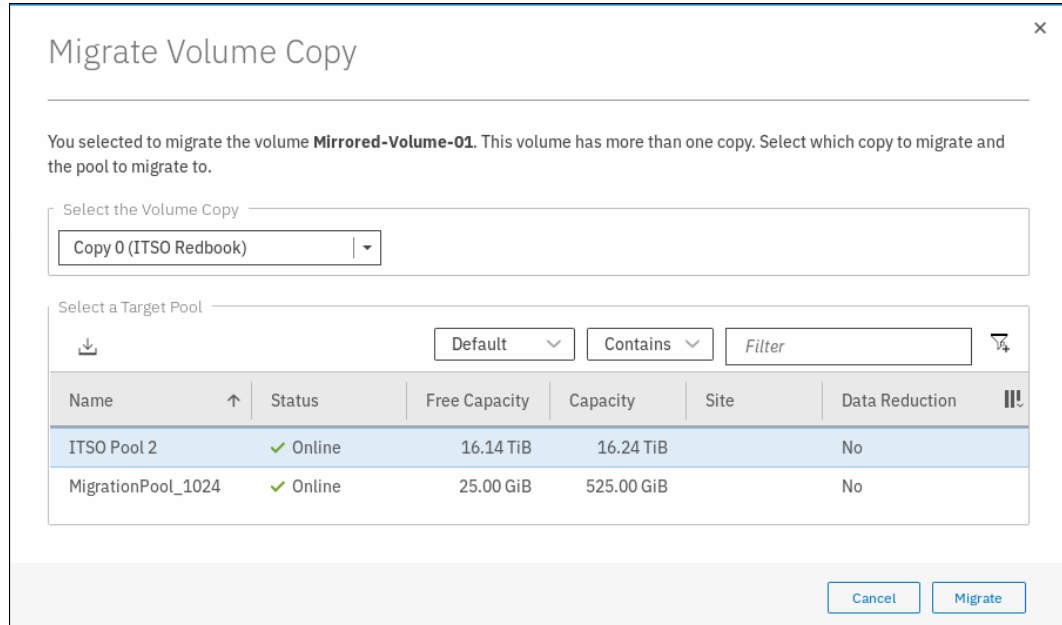 Migrate Volume Copy
You selected to migrate the volume Mirrored-Volume-01. This volume has more than one copy. Select which copy to migrate and
the pool to migrate to.
Select the Volume Copy
Copy 0 (ITSO Redbook)
Select a Target Pool
Default Contains Filter
Name Status Free Capacity Capacity Site Data Reduction
ITSO Pool 2 Online 16.14 TiB 16.24 TiB No
MigrationPool_1024 Online 25.00 GiB 525.00 GiB No
Cancel Migrate